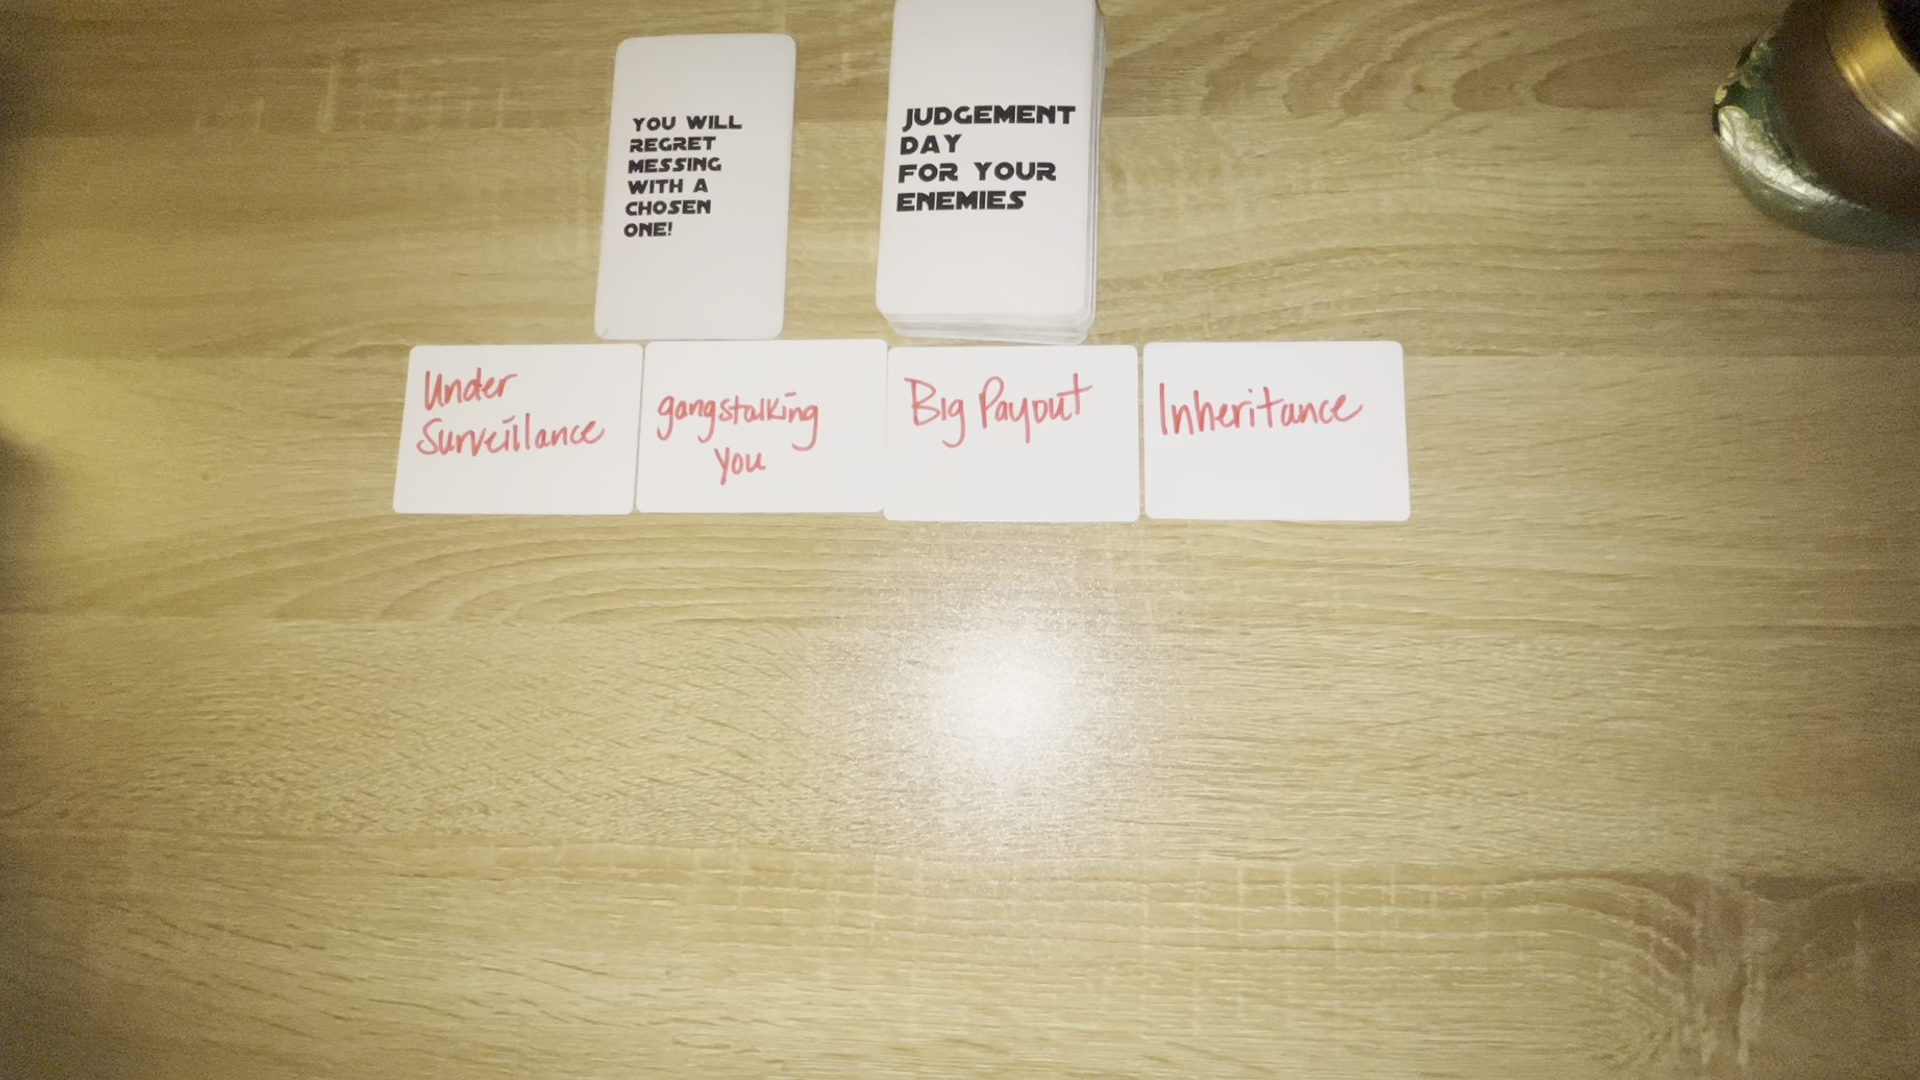 YOU WILL
REGRET
MESSING
WITH A
CHOSEN
ONE!
JUDGEMENT
DAY
FOR YOUR
ENEMIES
Under
Surveillance
gangstalking
You
Big Payout
Inheritance